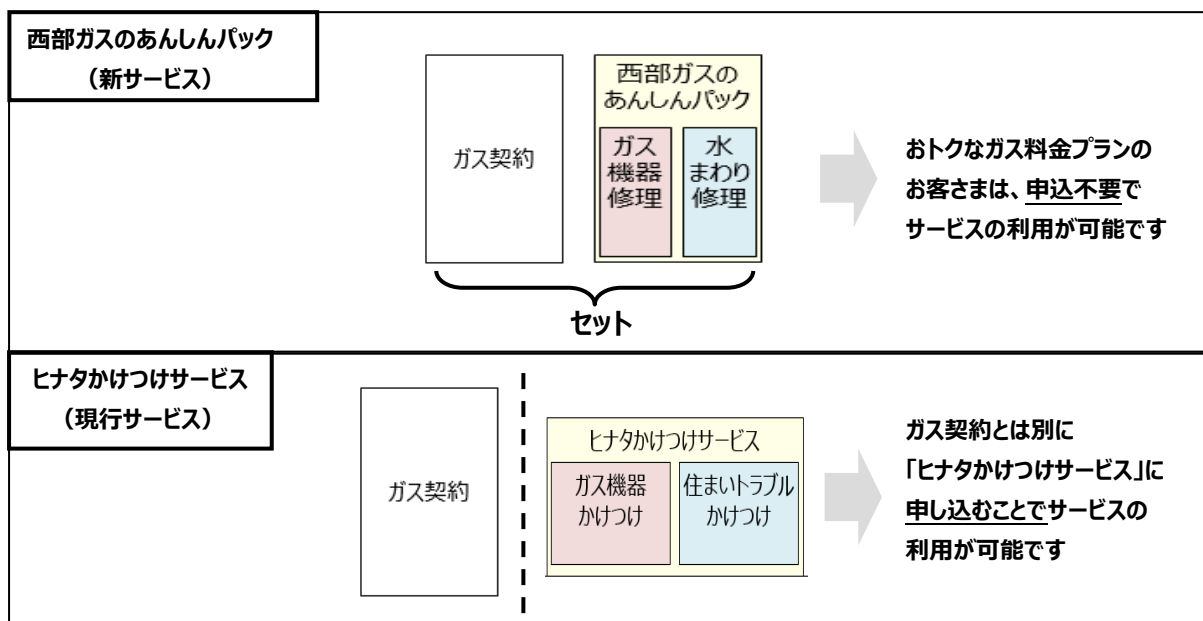 西部ガスのあんしんパック
（新サービス）
ガス契約
西部ガスの
あんしんパック
ガス
機器
修理
水
まわり
修理
セット
おトクなガス料金プランの
お客さまは、申込不要で
サービスの利用が可能です
ヒナタかけつけサービス
（現行サービス）
ガス契約
ヒナタかけつけサービス
ガス機器
かけつけ
住まいトラブル
かけつけ
ガス契約とは別に
「ヒナタかけつけサービス」に
申し込むことでサービスの
利用が可能です